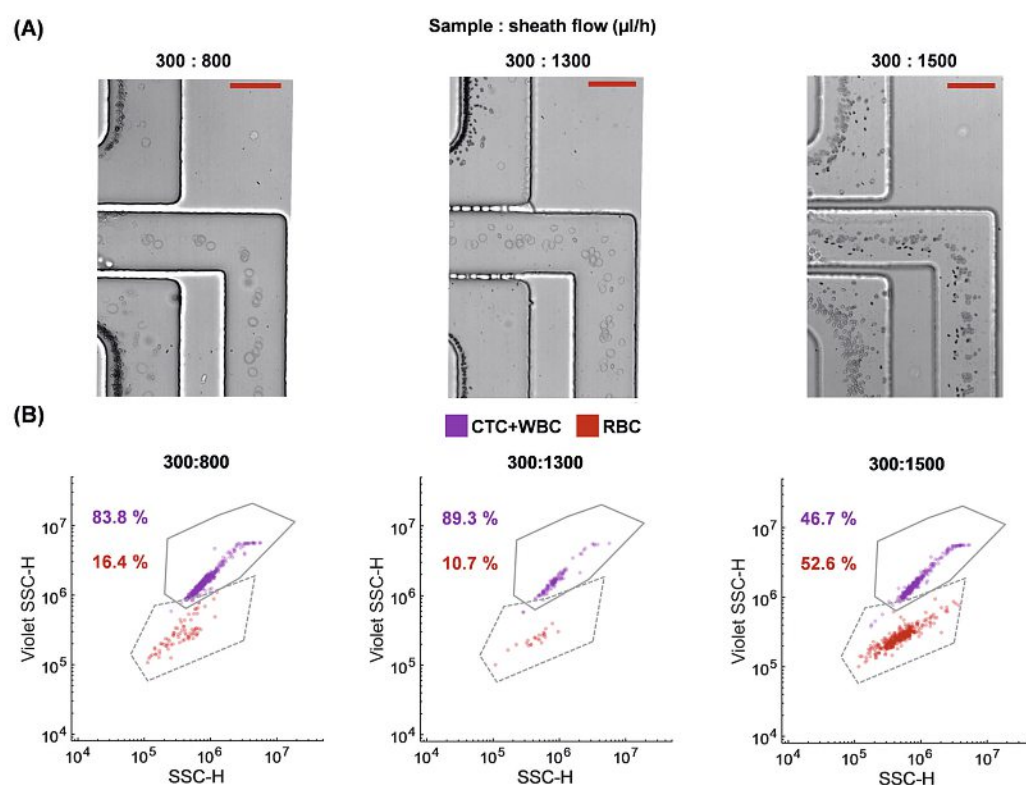 (A)
Sample : sheath flow (µl/h)
300 : 800
300 : 1300
300 : 1500
(B)
CTC+WBC RBC
300:800
300:1300
300:1500
83.8 %
16.4 %
Violet SSC-H
10⁷
10⁶
10⁵
10⁴
10⁴ 10⁵ 10⁶ 10⁷
SSC-H
89.3 %
10.7 %
Violet SSC-H
10⁷
10⁶
10⁵
10⁴
10⁴ 10⁵ 10⁶ 10⁷
SSC-H
46.7 %
52.6 %
Violet SSC-H
10⁷
10⁶
10⁵
10⁴
10⁴ 10⁵ 10⁶ 10⁷
SSC-H